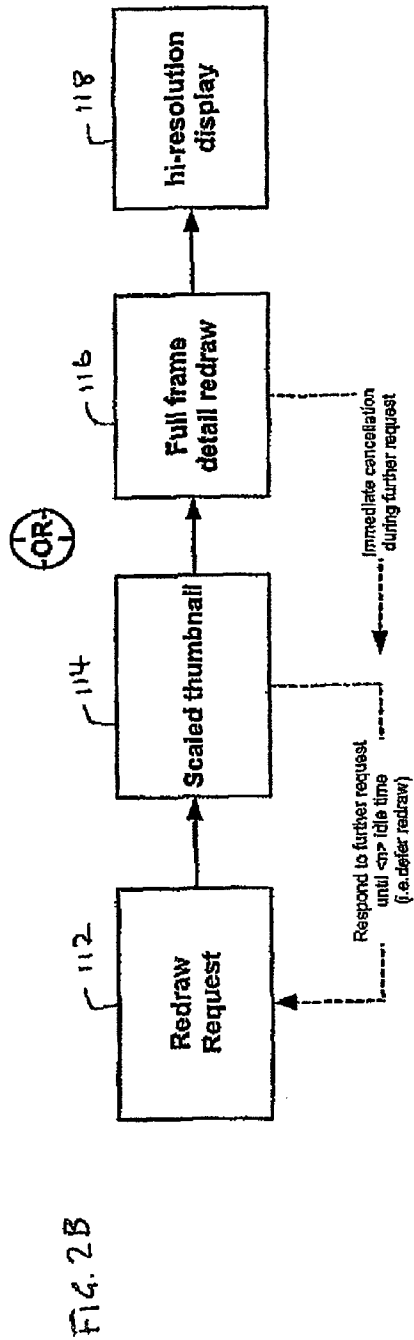 FIG. 2B
-OR-
112
Redraw
Request
114
Scaled thumbnail
116
Full frame
detail redraw
118
hi-resolution
display
Respond to further request
until <n> idle time
(i.e.defer redraw)
Immediate cancellation
during further request